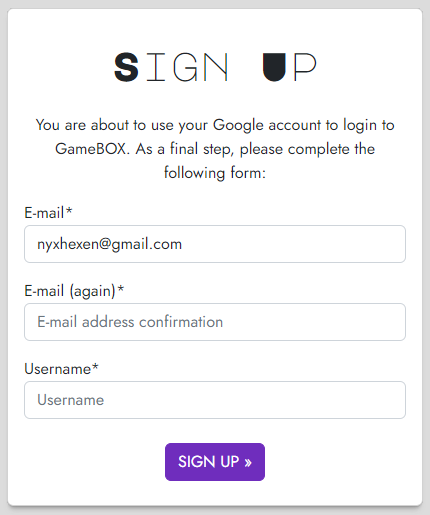 SIGN UP
You are about to use your Google account to login to
GameBOX. As a final step, please complete the
following form:
E-mail*
nyxhexen@gmail.com
E-mail (again)*
E-mail address confirmation
Username*
Username
SIGN UP »